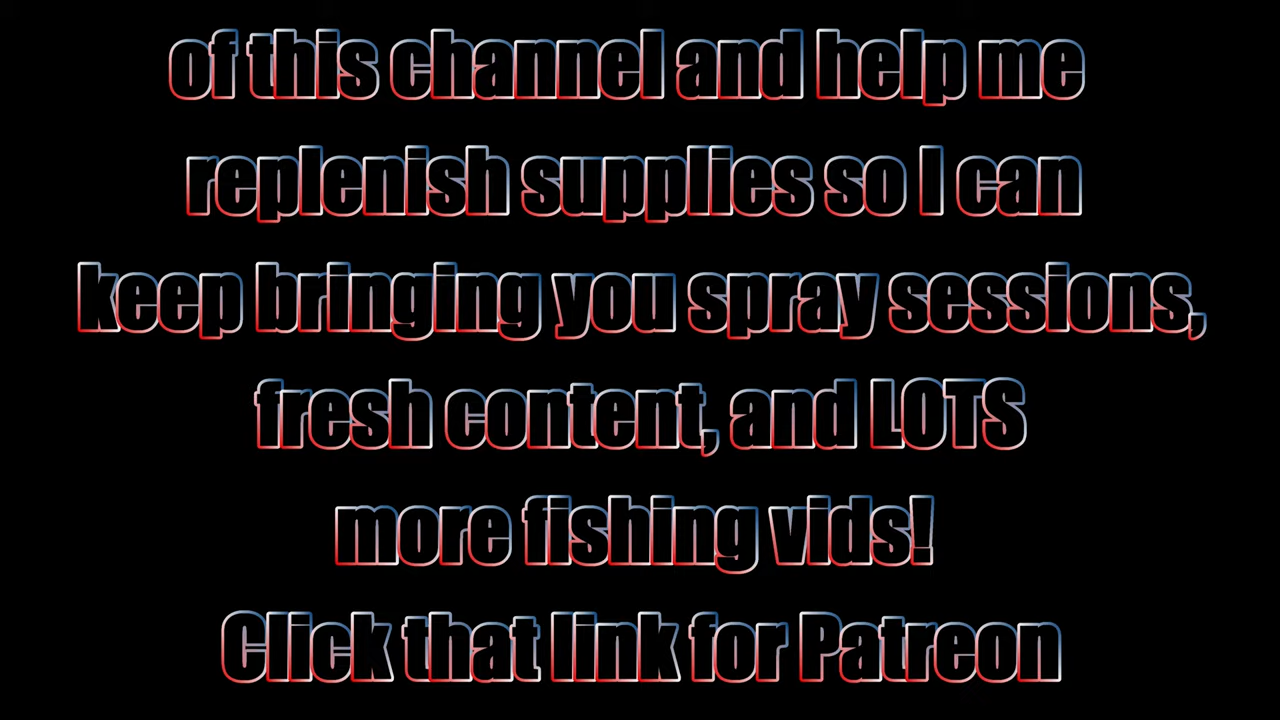 of this channel and help me
replenish supplies so I can
keep bringing you spray sessions,
fresh content, and LOTS
more fishing vids!
Click that link for Patreon